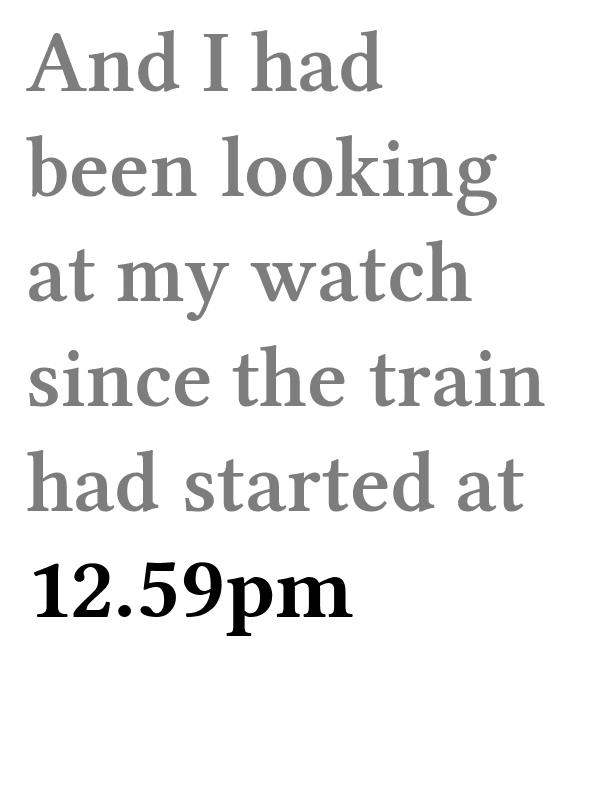 And I had
been looking
at my watch
since the train
had started at
12.59pm